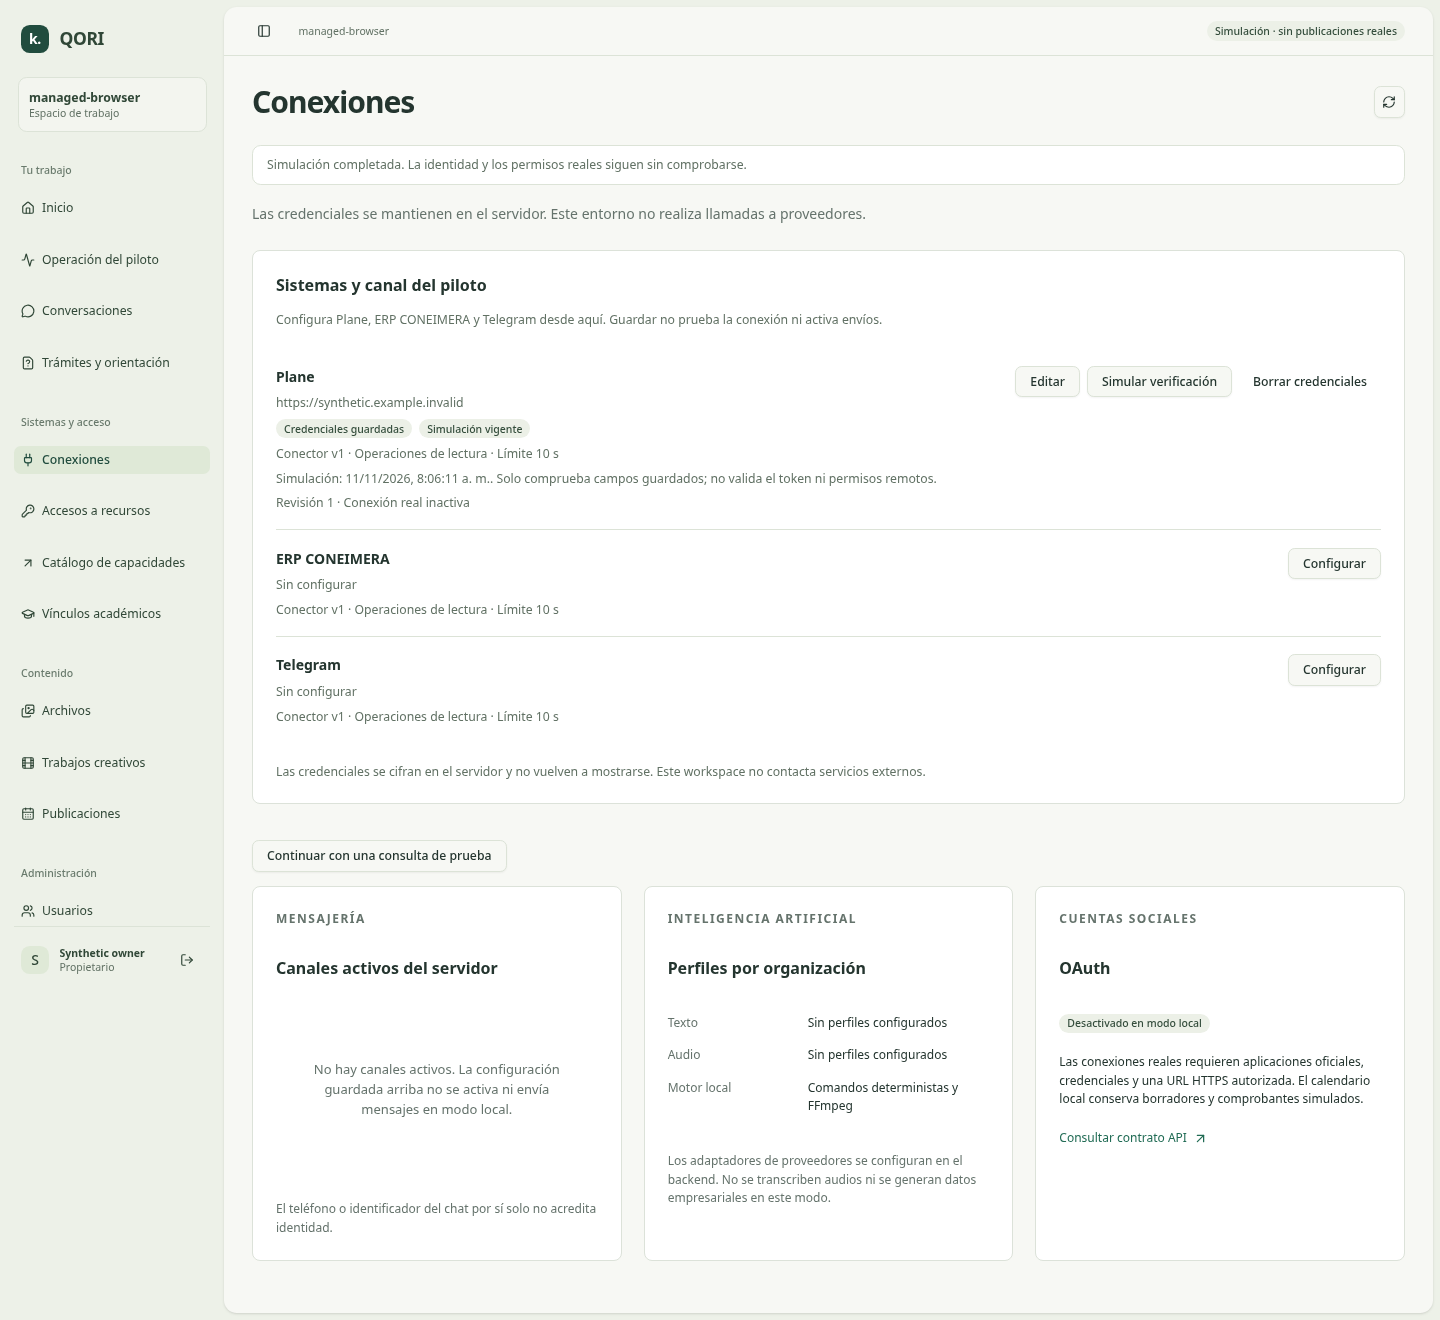 k.
QORI
managed-browser
Espacio de trabajo
Tu trabajo
Inicio
Operación del piloto
Conversaciones
Trámites y orientación
Sistemas y acceso
Conexiones
Accesos a recursos
Catálogo de capacidades
Vínculos académicos
Contenido
Archivos
Trabajos creativos
Publicaciones
Administración
Usuarios
S
Synthetic owner
Propietario
managed-browser
Simulación · sin publicaciones reales
Conexiones
Simulación completada. La identidad y los permisos reales siguen sin comprobarse.
Las credenciales se mantienen en el servidor. Este entorno no realiza llamadas a proveedores.
Sistemas y canal del piloto
Configura Plane, ERP CONEIMERA y Telegram desde aquí. Guardar no prueba la conexión ni activa envíos.
Plane
Editar
Simular verificación
Borrar credenciales
https://synthetic.example.invalid
Credenciales guardadas
Simulación vigente
Conector v1 · Operaciones de lectura · Límite 10 s
Simulación: 11/11/2026, 8:06:11 a. m.. Solo comprueba campos guardados; no valida el token ni permisos remotos.
Revisión 1 · Conexión real inactiva
ERP CONEIMERA
Configurar
Sin configurar
Conector v1 · Operaciones de lectura · Límite 10 s
Telegram
Configurar
Sin configurar
Conector v1 · Operaciones de lectura · Límite 10 s
Las credenciales se cifran en el servidor y no vuelven a mostrarse. Este workspace no contacta servicios externos.
Continuar con una consulta de prueba
MENSAJERÍA
Canales activos del servidor
No hay canales activos. La configuración
guardada arriba no se activa ni envía
mensajes en modo local.
El teléfono o identificador del chat por sí solo no acredita
identidad.
INTELIGENCIA ARTIFICIAL
Perfiles por organización
Texto
Sin perfiles configurados
Audio
Sin perfiles configurados
Motor local
Comandos deterministas y
FFmpeg
Los adaptadores de proveedores se configuran en el
backend. No se transcriben audios ni se generan datos
empresariales en este modo.
CUENTAS SOCIALES
OAuth
Desactivado en modo local
Las conexiones reales requieren aplicaciones oficiales,
credenciales y una URL HTTPS autorizada. El calendario
local conserva borradores y comprobantes simulados.
Consultar contrato API